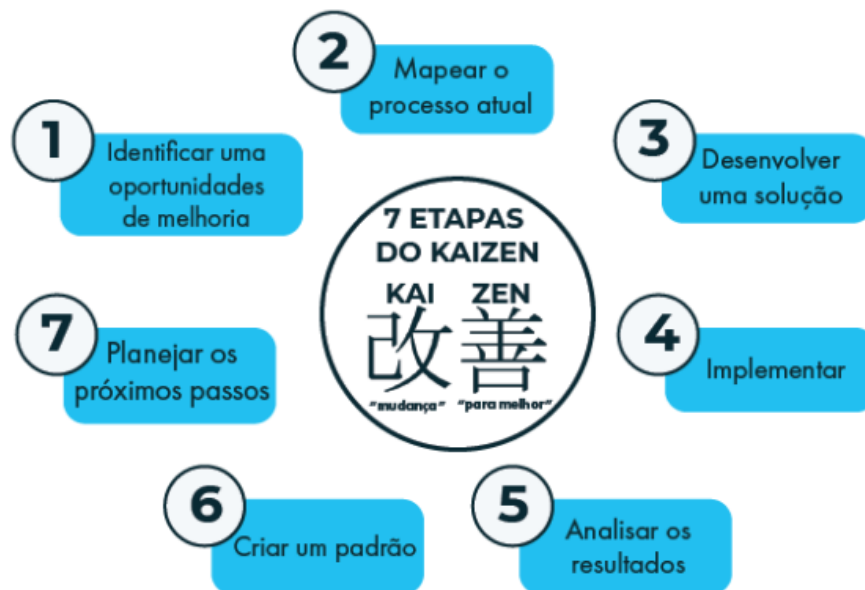 2
Mapear o
processo atual
1
Identificar uma
oportunidades
de melhoria
3
Desenvolver
uma solução
7 ETAPAS
DO KAIZEN
KAI ZEN
改善
"mudança" "para melhor"
7
Planejar os
próximos passos
4
Implementar
6
Criar um padrão
5
Analisar os
resultados